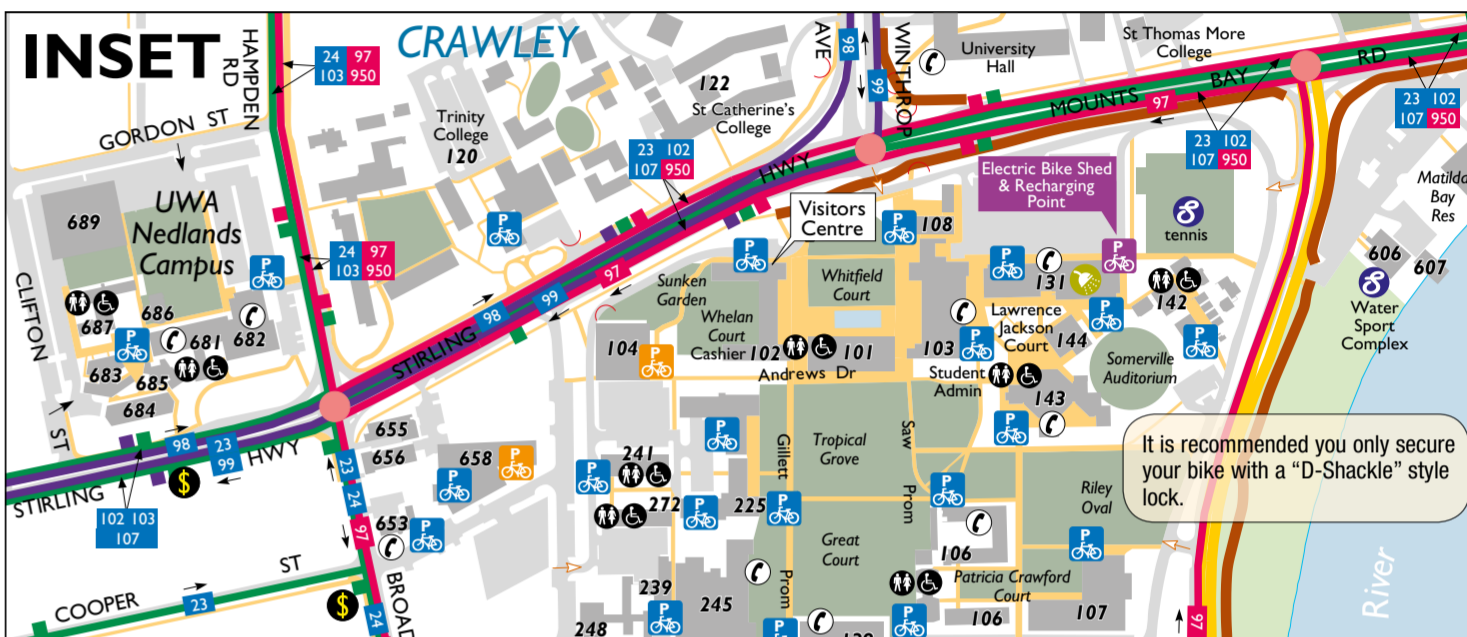 INSET
CRAWLEY
HAMPDEN
RD
24 97
103 950
GORDON ST
Trinity
College
120
122
St Catherine's
College
AVE
98
99
WINTHROP
University
Hall
St Thomas More
College
MOUNTS BAY RD
97
23 102
107 950
23 102
107 950
23 102
107 950
HWY
Electric Bike Shed
& Recharging
Point
P
tennis
Matilda
Bay
Res
606
607
Water
Sport
Complex
689
UWA
Nedlands
Campus
24 97
103 950
CLIFTON
ST
687
686
681
682
683
685
684
Visitors
Centre
108
Sunken
Garden
Whitfield
Court
Whelan
Court
Cashier
102
101
103
104
Andrews Dr
131
142
Lawrence
Jackson
Court
144
Student
Admin
143
Somerville
Auditorium
97
99
98
STIRLING
98
23
99
HWY
STIRLING
$
102 103
107
655
656
658
653
23
24
97
BROAD
24
COOPER
ST
23
$
241
272
225
239
245
248
Gillett
Prom
Tropical
Grove
Saw
Prom
Great
Court
106
Patricia Crawford
Court
106
107
Riley
Oval
It is recommended you only secure
your bike with a “D-Shackle” style
lock.
97
River